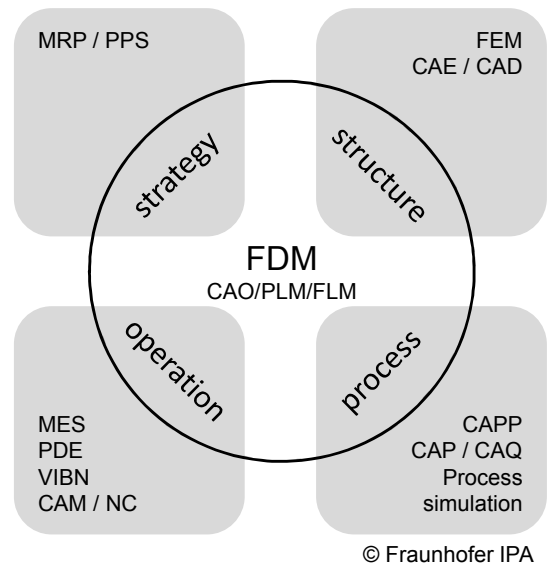 MRP / PPS
FEM
CAE / CAD
strategy
structure
FDM
CAO/PLM/FLM
operation
process
MES
PDE
VIBN
CAM / NC
CAPP
CAP / CAQ
Process
simulation
© Fraunhofer IPA